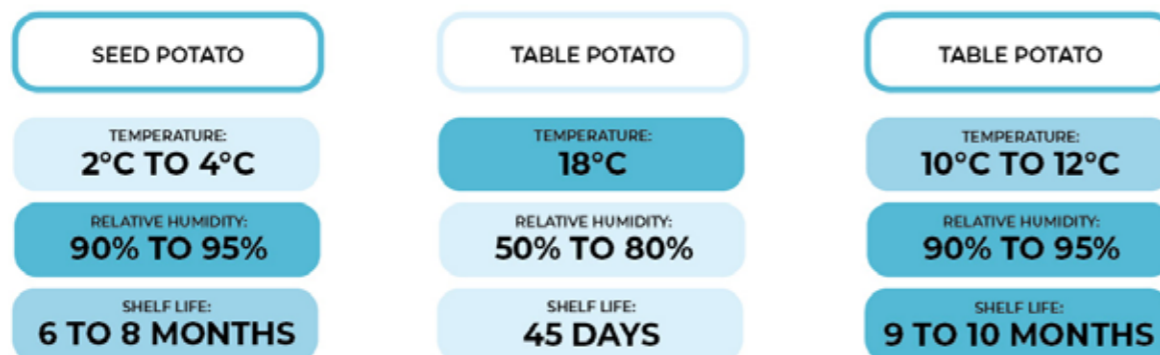 SEED POTATO
TEMPERATURE:
2°C TO 4°C
RELATIVE HUMIDITY:
90% TO 95%
SHELF LIFE:
6 TO 8 MONTHS
TABLE POTATO
TEMPERATURE:
18°C
RELATIVE HUMIDITY:
50% TO 80%
SHELF LIFE:
45 DAYS
TABLE POTATO
TEMPERATURE:
10°C TO 12°C
RELATIVE HUMIDITY:
90% TO 95%
SHELF LIFE:
9 TO 10 MONTHS